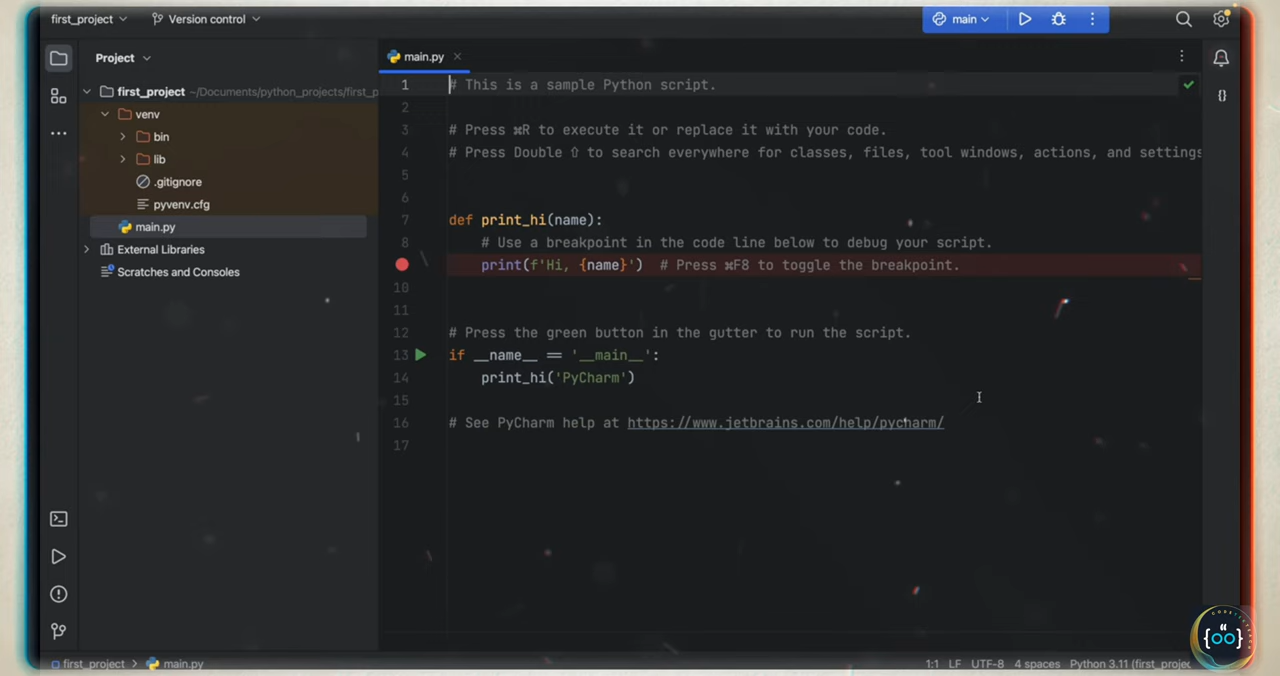 first_project
Version control
main
Project
main.py
first_project ~/Documents/python_projects/first_p
venv
bin
lib
.gitignore
pyvenv.cfg
main.py
External Libraries
Scratches and Consoles
1 # This is a sample Python script.
2
3 # Press ⌘R to execute it or replace it with your code.
4 # Press Double ⇧ to search everywhere for classes, files, tool windows, actions, and settings
5
6
7 def print_hi(name):
8 # Use a breakpoint in the code line below to debug your script.
print(f'Hi, {name}') # Press ⌘F8 to toggle the breakpoint.
10
11
12 # Press the green button in the gutter to run the script.
13 if __name__ == '__main__':
14 print_hi('PyCharm')
15
16 # See PyCharm help at https://www.jetbrains.com/help/pycharm/
17
first_project > main.py
1:1 LF UTF-8 4 spaces Python 3.11 (first_projec